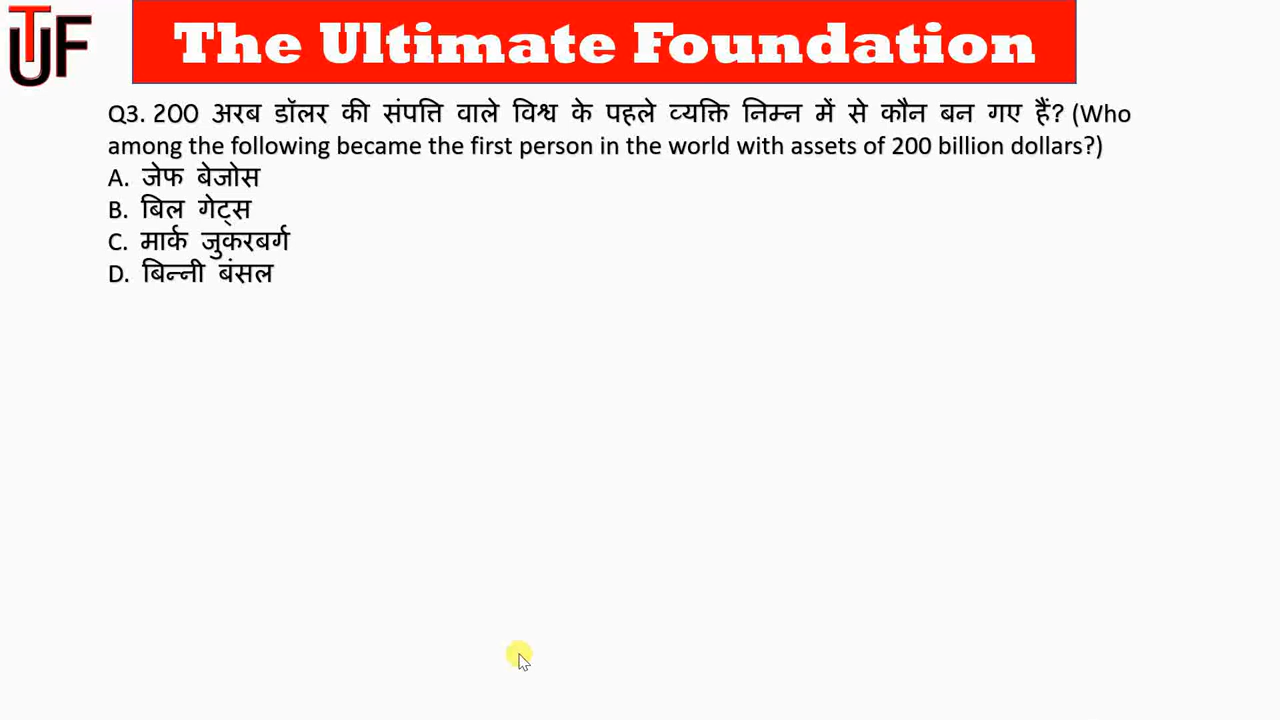 TUF
The Ultimate Foundation
Q3. 200 अरब डॉलर की संपत्ति वाले विश्व के पहले व्यक्ति निम्न में से कौन बन गए हैं? (Who
among the following became the first person in the world with assets of 200 billion dollars?)
A. जेफ बेजोस
B. बिल गेट्स
C. मार्क जुकरबर्ग
D. बिन्नी बंसल